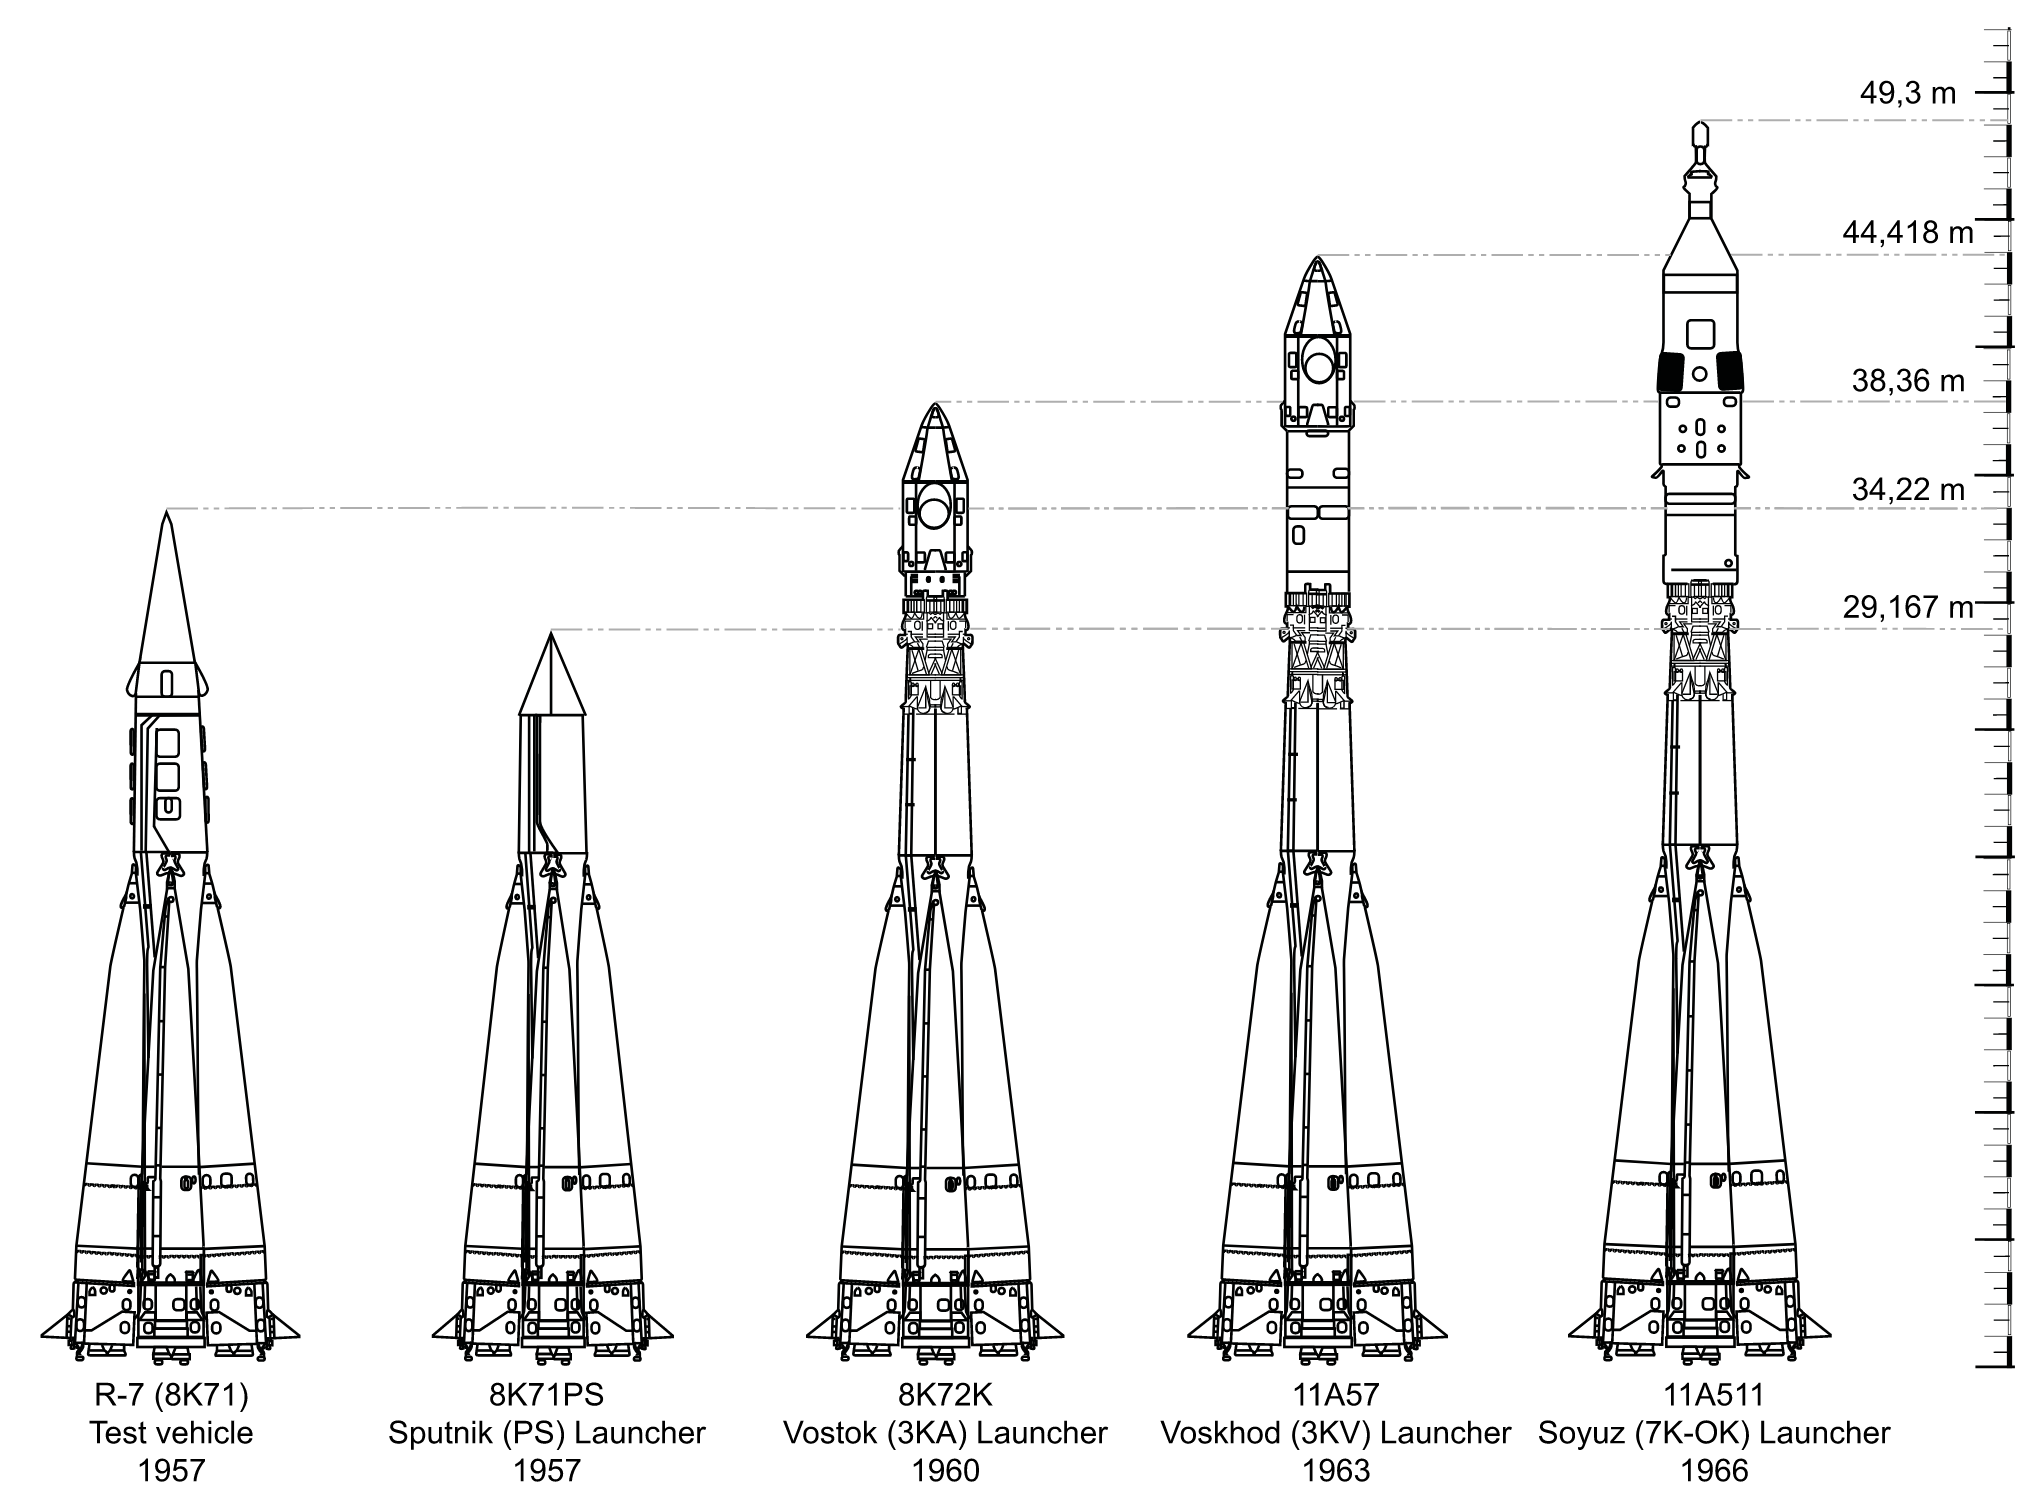 49,3 m
44,418 m
38,36 m
34,22 m
29,167 m
R-7 (8K71)
Test vehicle
1957
8K71PS
Sputnik (PS) Launcher
1957
8K72K
Vostok (3KA) Launcher
1960
11A57
Voskhod (3KV) Launcher
1963
11A511
Soyuz (7K-OK) Launcher
1966